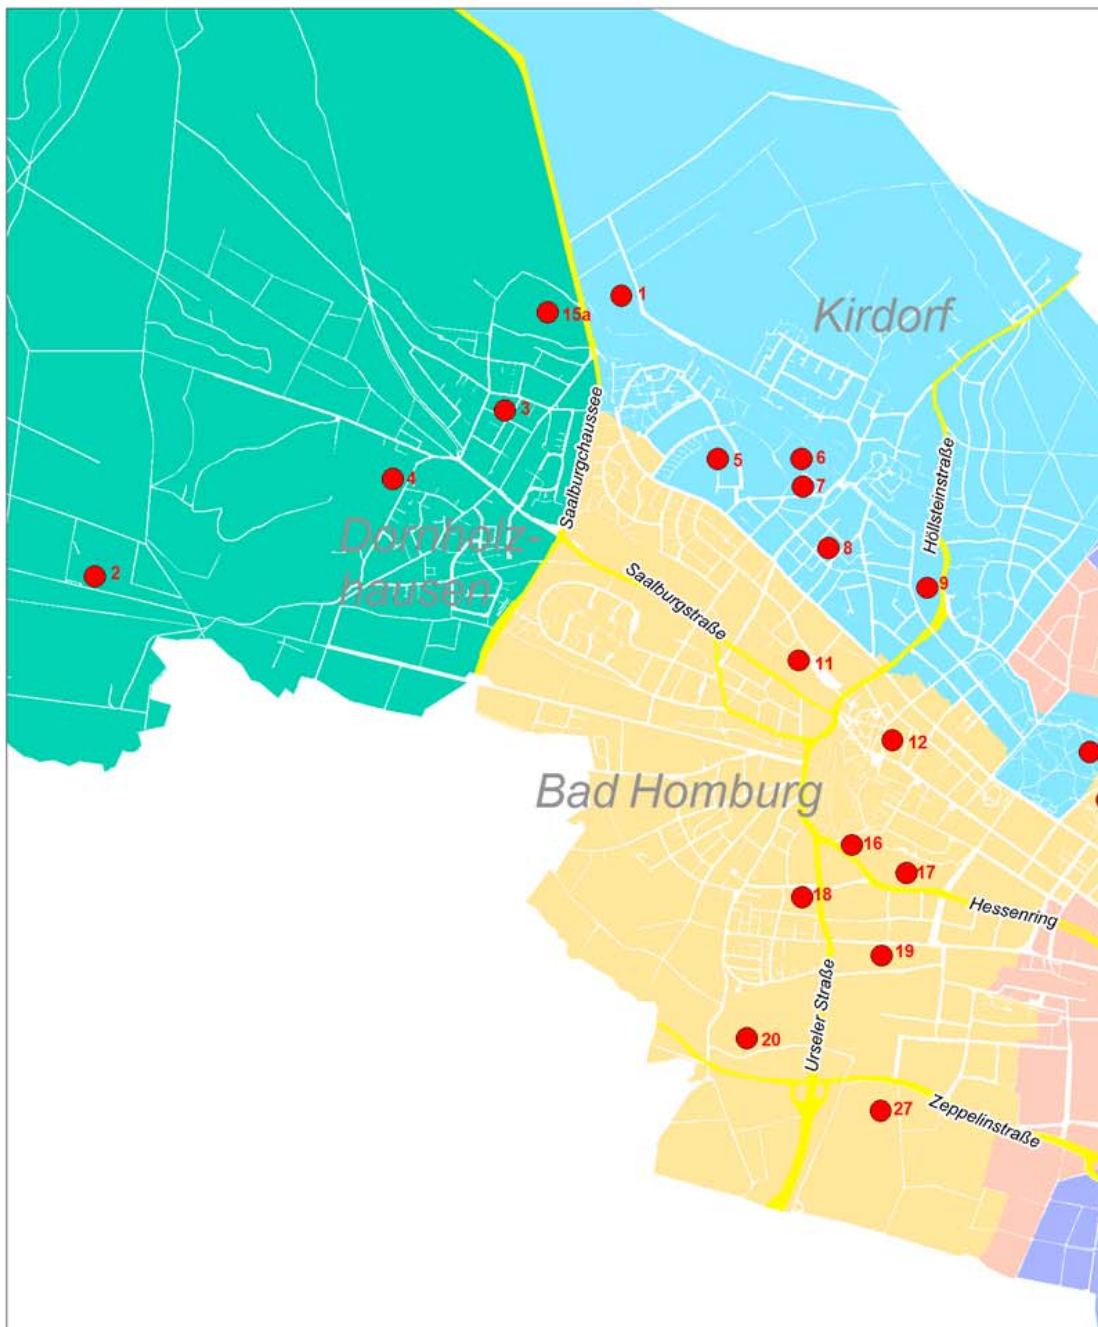 1
15a
Kirdorf
3
Saalburgchaussee
5
6
4
7
Höllsteinstraße
Dornholz-
hausen
8
2
9
Saalburgstraße
11
12
Bad Homburg
16
17
18
Hessenring
19
Urseler Straße
20
27
Zeppelinstraße